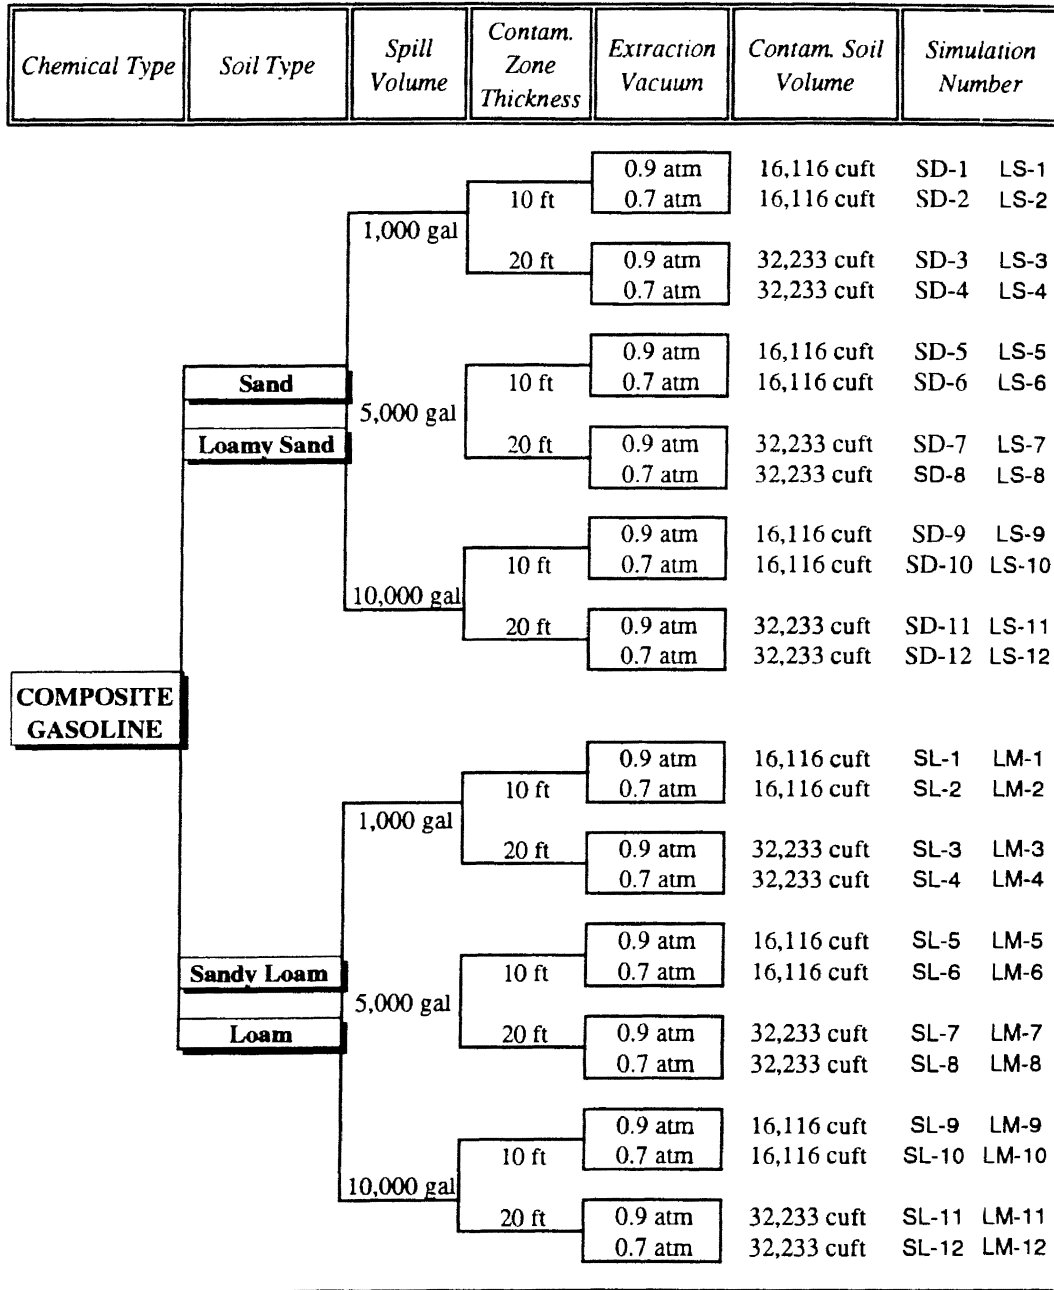 Chemical Type Soil Type Spill Volume Contam. Zone Thickness Extraction Vacuum Contam. Soil Volume Simulation Number
0.9 atm 16,116 cuft SD-1 LS-1
10 ft 0.7 atm 16,116 cuft SD-2 LS-2
1,000 gal
20 ft 0.9 atm 32,233 cuft SD-3 LS-3
0.7 atm 32,233 cuft SD-4 LS-4
0.9 atm 16,116 cuft SD-5 LS-5
Sand 10 ft 0.7 atm 16,116 cuft SD-6 LS-6
5,000 gal
Loamy Sand 20 ft 0.9 atm 32,233 cuft SD-7 LS-7
0.7 atm 32,233 cuft SD-8 LS-8
0.9 atm 16,116 cuft SD-9 LS-9
10 ft 0.7 atm 16,116 cuft SD-10 LS-10
10,000 gal
20 ft 0.9 atm 32,233 cuft SD-11 LS-11
0.7 atm 32,233 cuft SD-12 LS-12
COMPOSITE
GASOLINE
0.9 atm 16,116 cuft SL-1 LM-1
10 ft 0.7 atm 16,116 cuft SL-2 LM-2
1,000 gal
20 ft 0.9 atm 32,233 cuft SL-3 LM-3
0.7 atm 32,233 cuft SL-4 LM-4
0.9 atm 16,116 cuft SL-5 LM-5
Sandy Loam 10 ft 0.7 atm 16,116 cuft SL-6 LM-6
5,000 gal
Loam 20 ft 0.9 atm 32,233 cuft SL-7 LM-7
0.7 atm 32,233 cuft SL-8 LM-8
0.9 atm 16,116 cuft SL-9 LM-9
10 ft 0.7 atm 16,116 cuft SL-10 LM-10
10,000 gal
20 ft 0.9 atm 32,233 cuft SL-11 LM-11
0.7 atm 32,233 cuft SL-12 LM-12